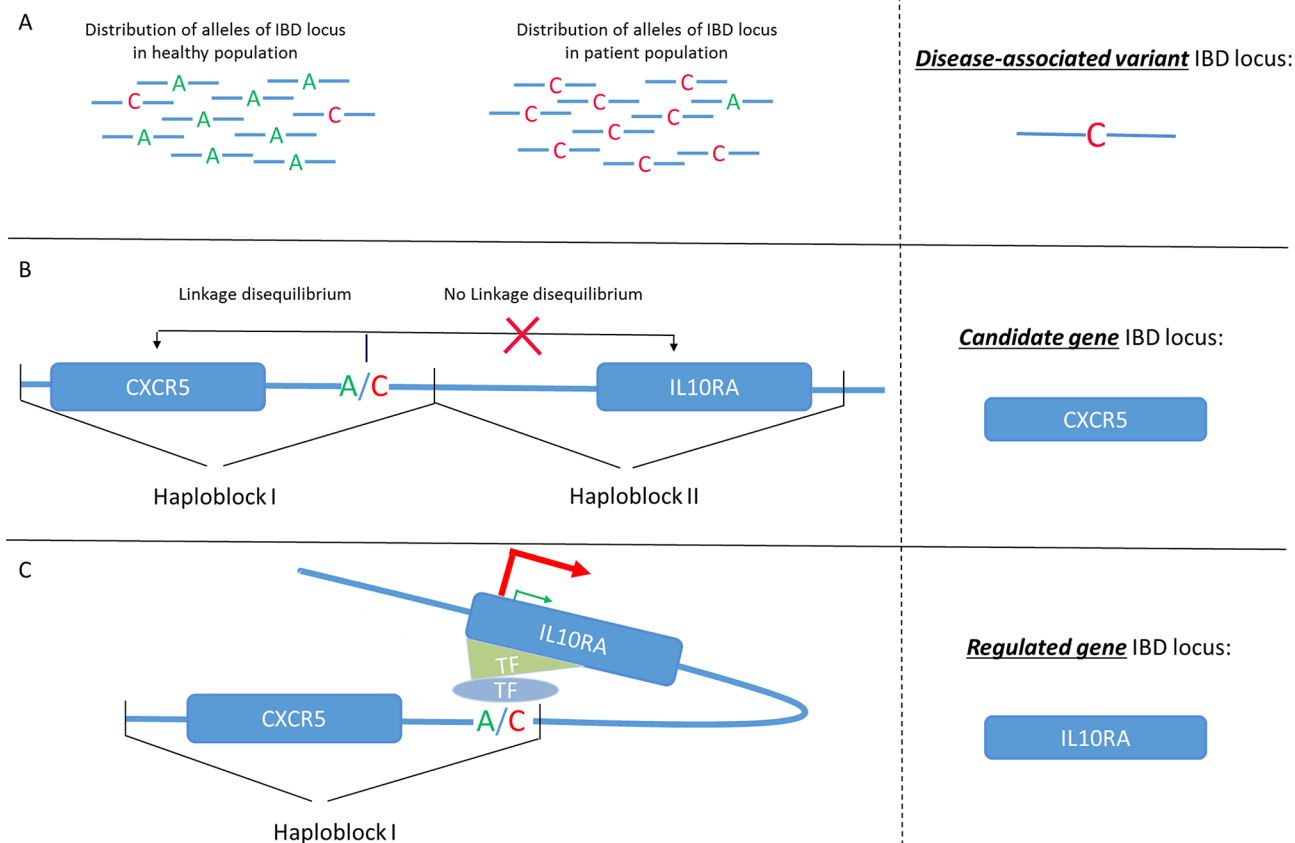 A
Distribution of alleles of IBD locus
in healthy population
Distribution of alleles of IBD locus
in patient population
Disease-associated variant IBD locus:
A
A
C
A
A
C
A
A
A
A
C
C
C
A
C
C
C
C
C
C
C
B
Linkage disequilibrium
No Linkage disequilibrium
Candidate gene IBD locus:
CXCR5
A/C
IL10RA
CXCR5
Haploblock I
Haploblock II
C
IL10RA
TF
TF
Regulated gene IBD locus:
CXCR5
A/C
IL10RA
Haploblock I